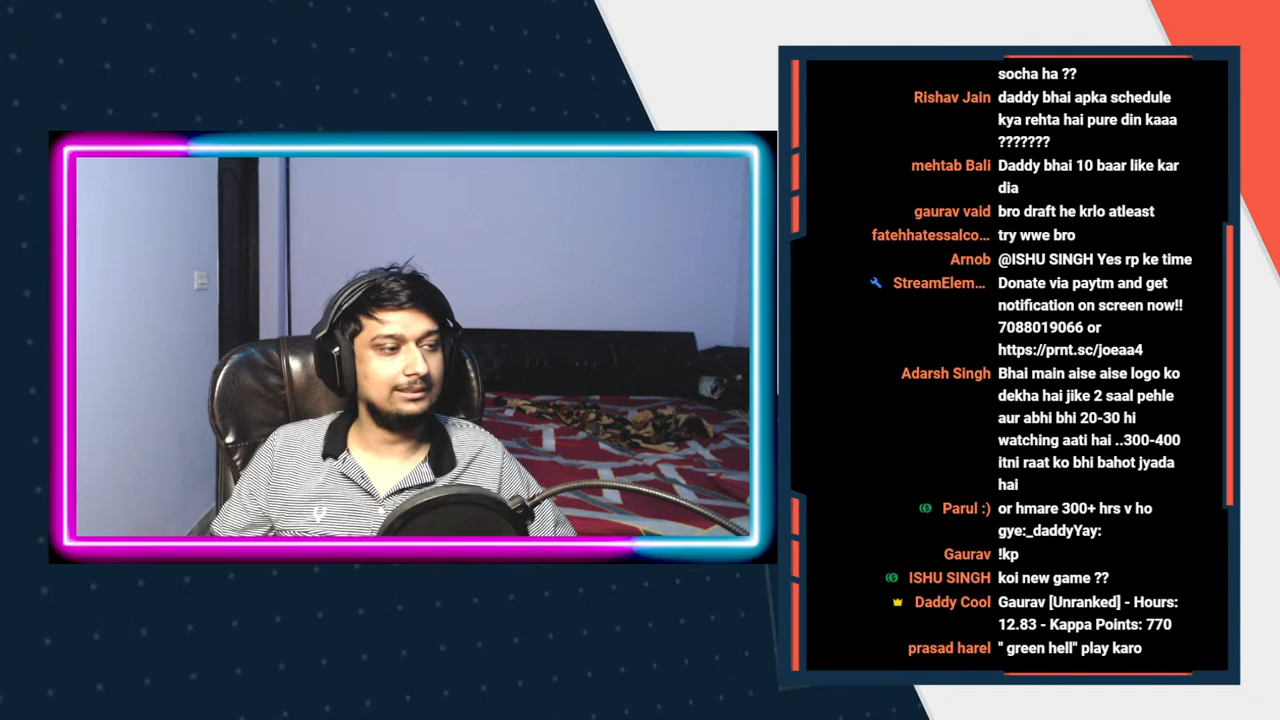 socha ha ??
Rishav Jain daddy bhai apka schedule
kya rehta hai pure din kaaa
???????
mehtab Bali Daddy bhai 10 baar like kar
dia
gaurav vaid bro draft he krlo atleast
fatehhatessalco... try wwe bro
Arnob @ISHU SINGH Yes rp ke time
StreamElem... Donate via paytm and get
notification on screen now!!
7088019066 or
https://prnt.sc/joeaa4
Adarsh Singh Bhai main aise aise logo ko
dekha hai jike 2 saal pehle
aur abhi bhi 20-30 hi
watching aati hai ..300-400
itni raat ko bhi bahot jyada
hai
Parul :) or hmare 300+ hrs v ho
gye:_daddyYay:
Gaurav !kp
ISHU SINGH koi new game ??
Daddy Cool Gaurav [Unranked] - Hours:
12.83 - Kappa Points: 770
prasad harel " green hell" play karo